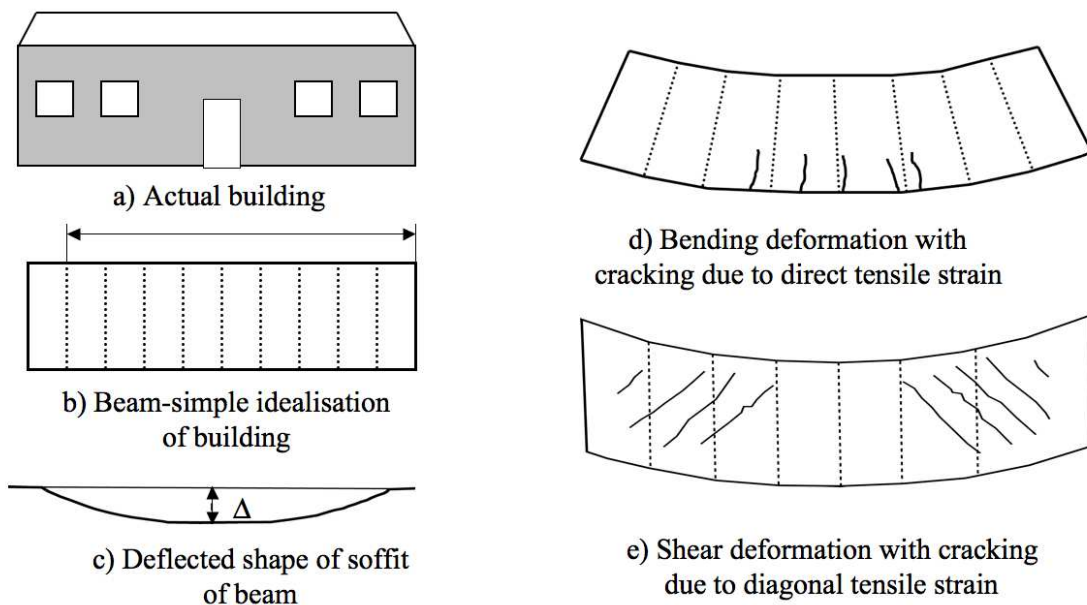 a) Actual building
b) Beam-simple idealisation
of building
Δ
c) Deflected shape of soffit
of beam
d) Bending deformation with
cracking due to direct tensile strain
e) Shear deformation with cracking
due to diagonal tensile strain